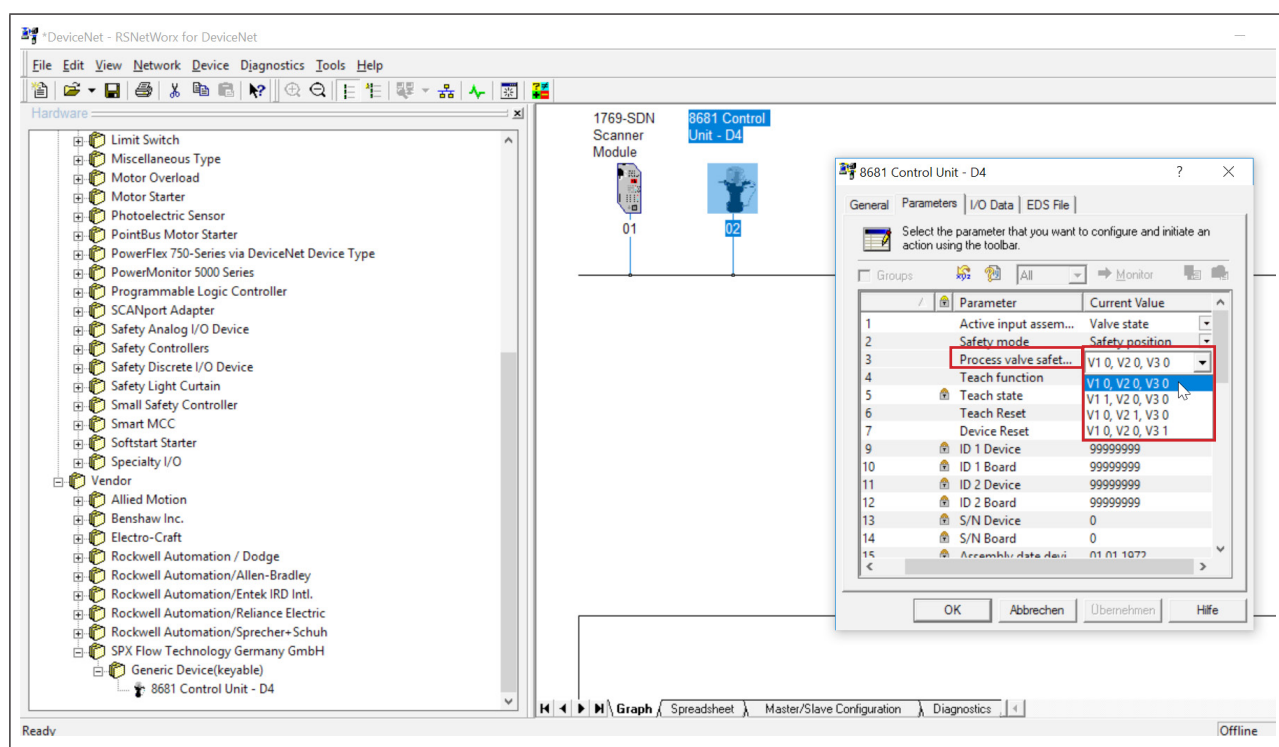 *DeviceNet - RSNetWorx for DeviceNet
File Edit View Network Device Diagnostics Tools Help
Hardware
Limit Switch
Miscellaneous Type
Motor Overload
Motor Starter
Photoelectric Sensor
PointBus Motor Starter
PowerFlex 750-Series via DeviceNet Device Type
PowerMonitor 5000 Series
Programmable Logic Controller
SCANport Adapter
Safety Analog I/O Device
Safety Controllers
Safety Discrete I/O Device
Safety Light Curtain
Small Safety Controller
Smart MCC
Softstart Starter
Specialty I/O
Vendor
Allied Motion
Benshaw Inc.
Electro-Craft
Rockwell Automation / Dodge
Rockwell Automation/Allen-Bradley
Rockwell Automation/Entek IRD Intl.
Rockwell Automation/Reliance Electric
Rockwell Automation/Sprecher+Schuh
SPX Flow Technology Germany GmbH
Generic Device(keyable)
8681 Control Unit - D4
1769-SDN
Scanner
Module
01
8681 Control
Unit - D4
02
8681 Control Unit - D4 ?
General Parameters I/O Data EDS File
Select the parameter that you want to configure and initiate an
action using the toolbar.
Groups All Monitor
Parameter Current Value
1 Active input assem... Valve state
2 Safety mode Safety position
3 Process valve safet... V1 0, V2 0, V3 0
4 Teach function V1 0, V2 0, V3 0
5 Teach state V1 1, V2 0, V3 0
6 Teach Reset V1 0, V2 1, V3 0
7 Device Reset V1 0, V2 0, V3 1
9 ID 1 Device 99999999
10 ID 1 Board 99999999
11 ID 2 Device 99999999
12 ID 2 Board 99999999
13 S/N Device 0
14 S/N Board 0
15 Assembly date devi 01.01.1972
OK Abbrechen Übernehmen Hilfe
Graph Spreadsheet Master/Slave Configuration Diagnostics
Ready Offline